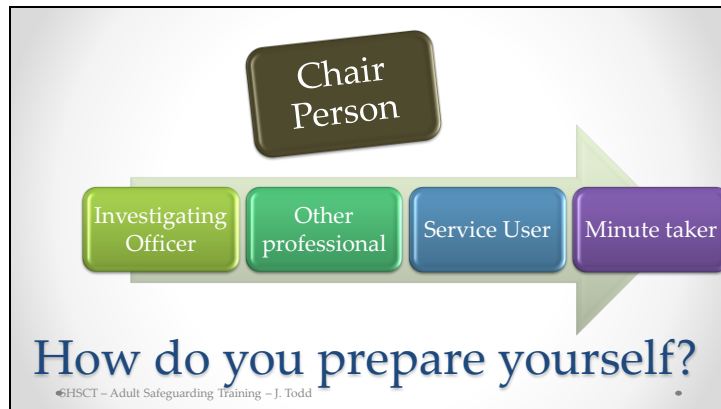 Chair
Person
Investigating
Officer
Other
professional
Service User
Minute taker
How do you prepare yourself?
SHSCT – Adult Safeguarding Training – J. Todd